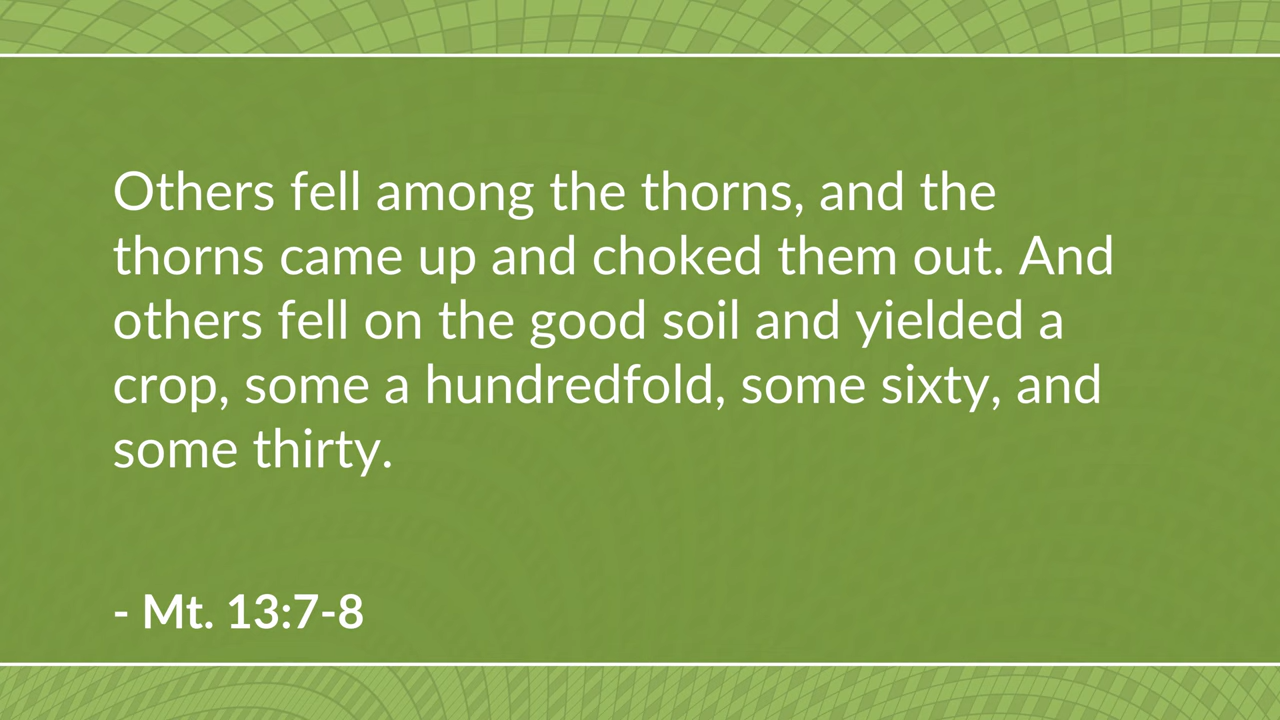 Others fell among the thorns, and the
thorns came up and choked them out. And
others fell on the good soil and yielded a
crop, some a hundredfold, some sixty, and
some thirty.
- Mt. 13:7-8